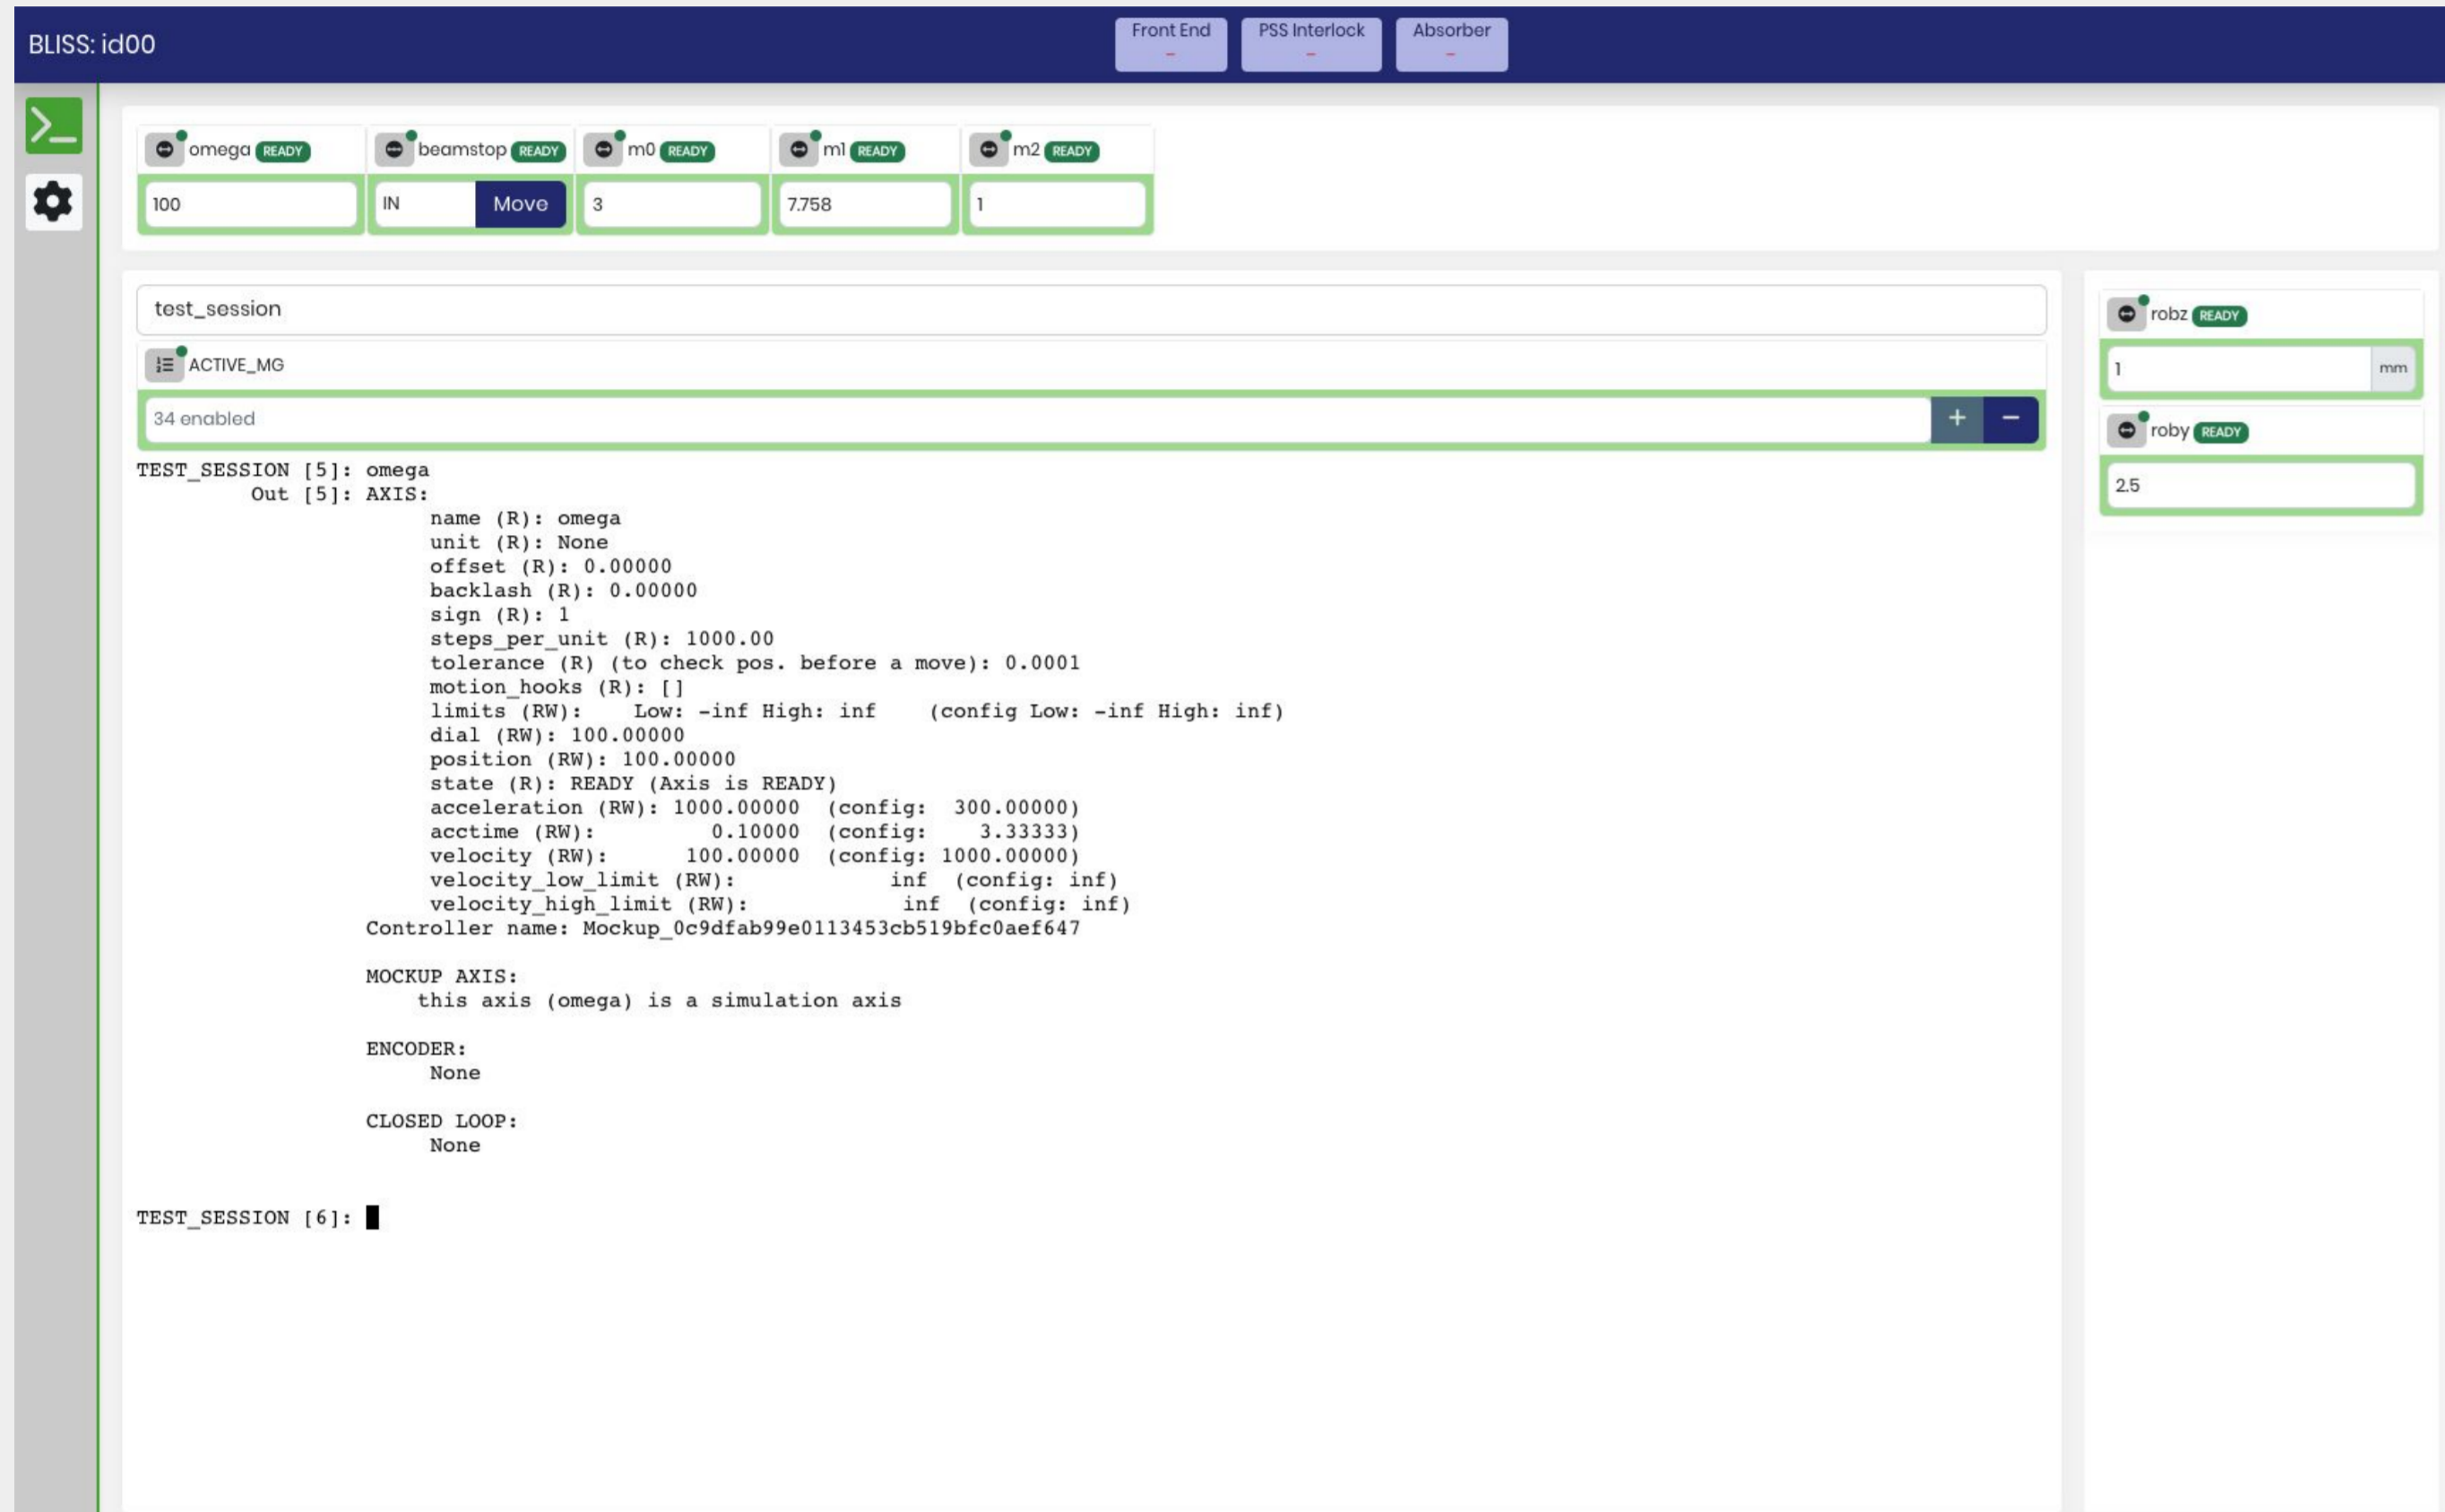 BLISS: id00
Front End
-
PSS Interlock
-
Absorber
-
omega READY
beamstop READY
m0 READY
m1 READY
m2 READY
100
IN
Move
3
7.758
1
test_session
ACTIVE_MG
34 enabled
+ -
TEST_SESSION [5]: omega
Out [5]: AXIS:
name (R): omega
unit (R): None
offset (R): 0.00000
backlash (R): 0.00000
sign (R): 1
steps_per_unit (R): 1000.00
tolerance (R) (to check pos. before a move): 0.0001
motion_hooks (R): []
limits (RW): Low: -inf High: inf (config Low: -inf High: inf)
dial (RW): 100.00000
position (RW): 100.00000
state (R): READY (Axis is READY)
acceleration (RW): 1000.00000 (config: 300.00000)
acctime (RW): 0.10000 (config: 3.33333)
velocity (RW): 100.00000 (config: 1000.00000)
velocity_low_limit (RW): inf (config: inf)
velocity_high_limit (RW): inf (config: inf)
Controller name: Mockup_0c9dfab99e0113453cb519bfc0aef647
MOCKUP AXIS:
this axis (omega) is a simulation axis
ENCODER:
None
CLOSED LOOP:
None
TEST_SESSION [6]:
robz READY
1 mm
roby READY
2.5